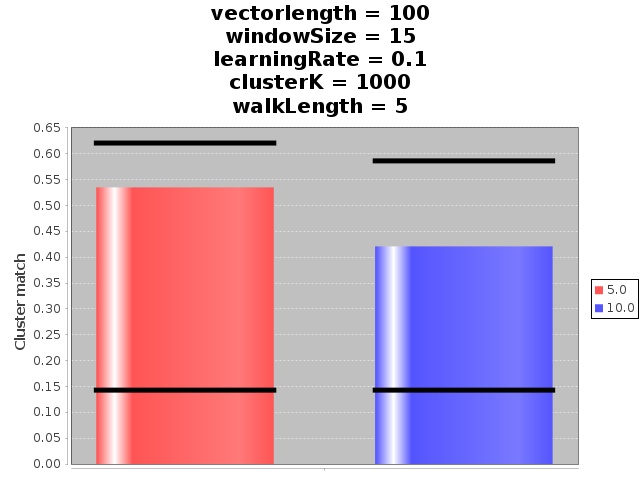 vectorlength = 100
windowSize = 15
learningRate = 0.1
clusterK = 1000
walkLength = 5
0.65
0.60
0.55
0.50
0.45
0.40
0.35
0.30
0.25
0.20
0.15
0.10
0.05
0.00
Cluster match
5.0
10.0